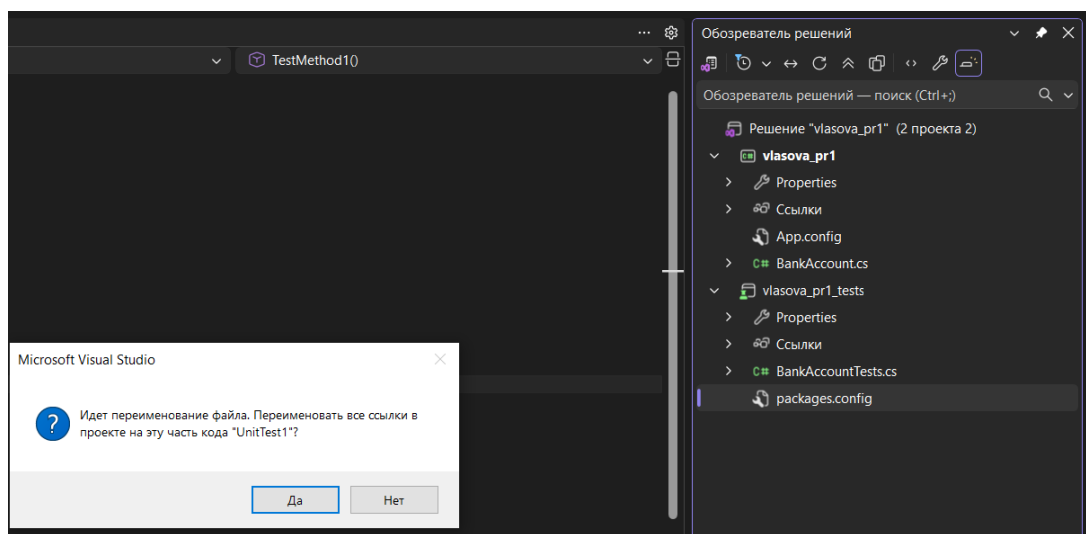 TestMethod1()
Обозреватель решений
Обозреватель решений — поиск (Ctrl+;)
Решение "vlasova_pr1" (2 проекта 2)
C# vlasova_pr1
Properties
Ссылки
App.config
C# BankAccount.cs
vlasova_pr1_tests
Properties
Ссылки
C# BankAccountTests.cs
packages.config
Microsoft Visual Studio
Идет переименование файла. Переименовать все ссылки в
проекте на эту часть кода "UnitTest1"?
Да
Нет